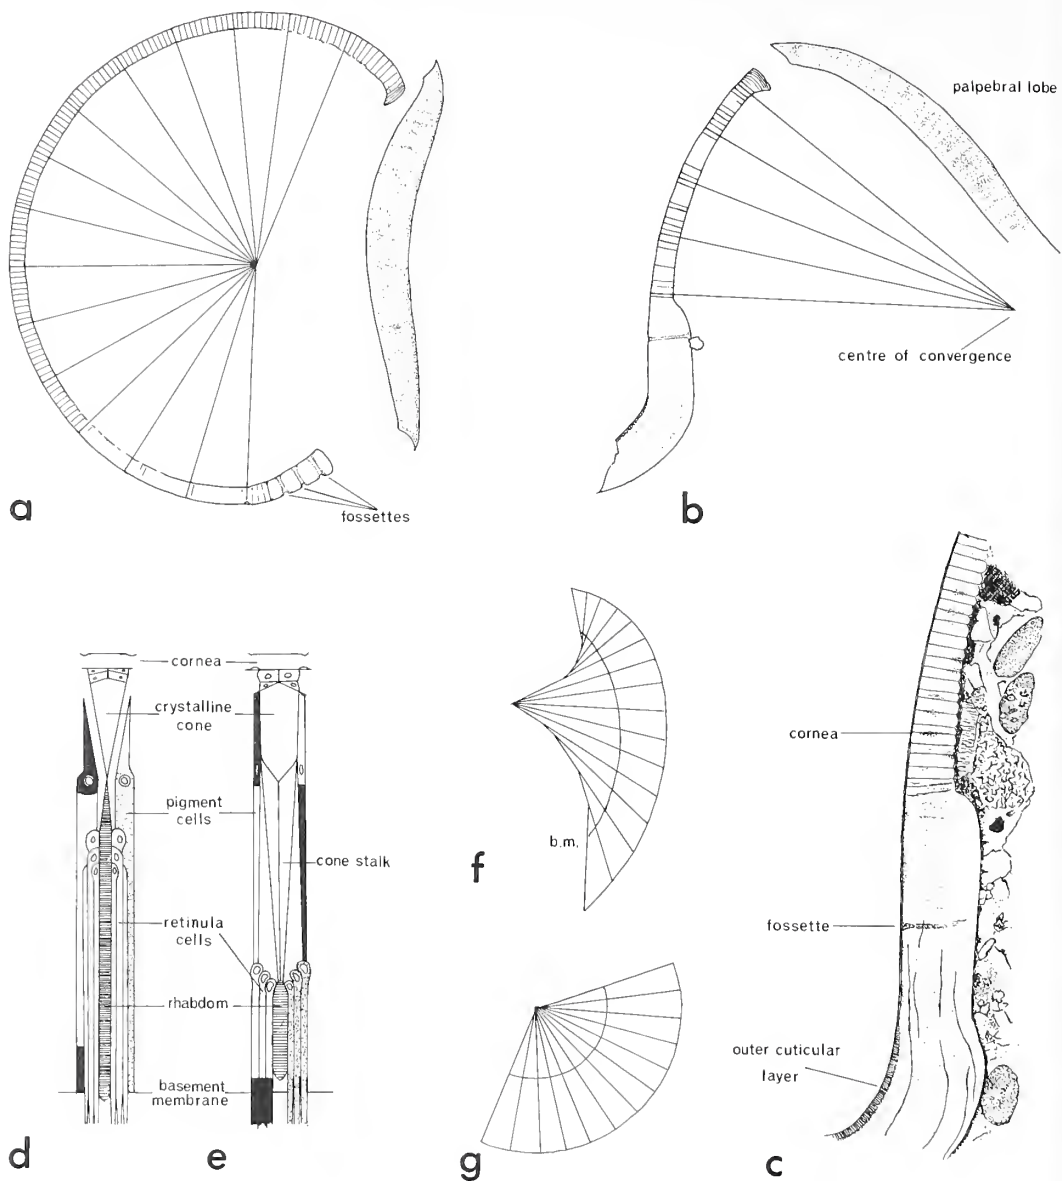 palpebral lobe
centre of convergence
a
fossettes
b
cornea
crystalline
cone
pigment
cells
cone stalk
retinula
cells
rhabdom
basement
membrane
d
e
b.m.
f
g
cornea
fossette
outer cuticular
layer
c